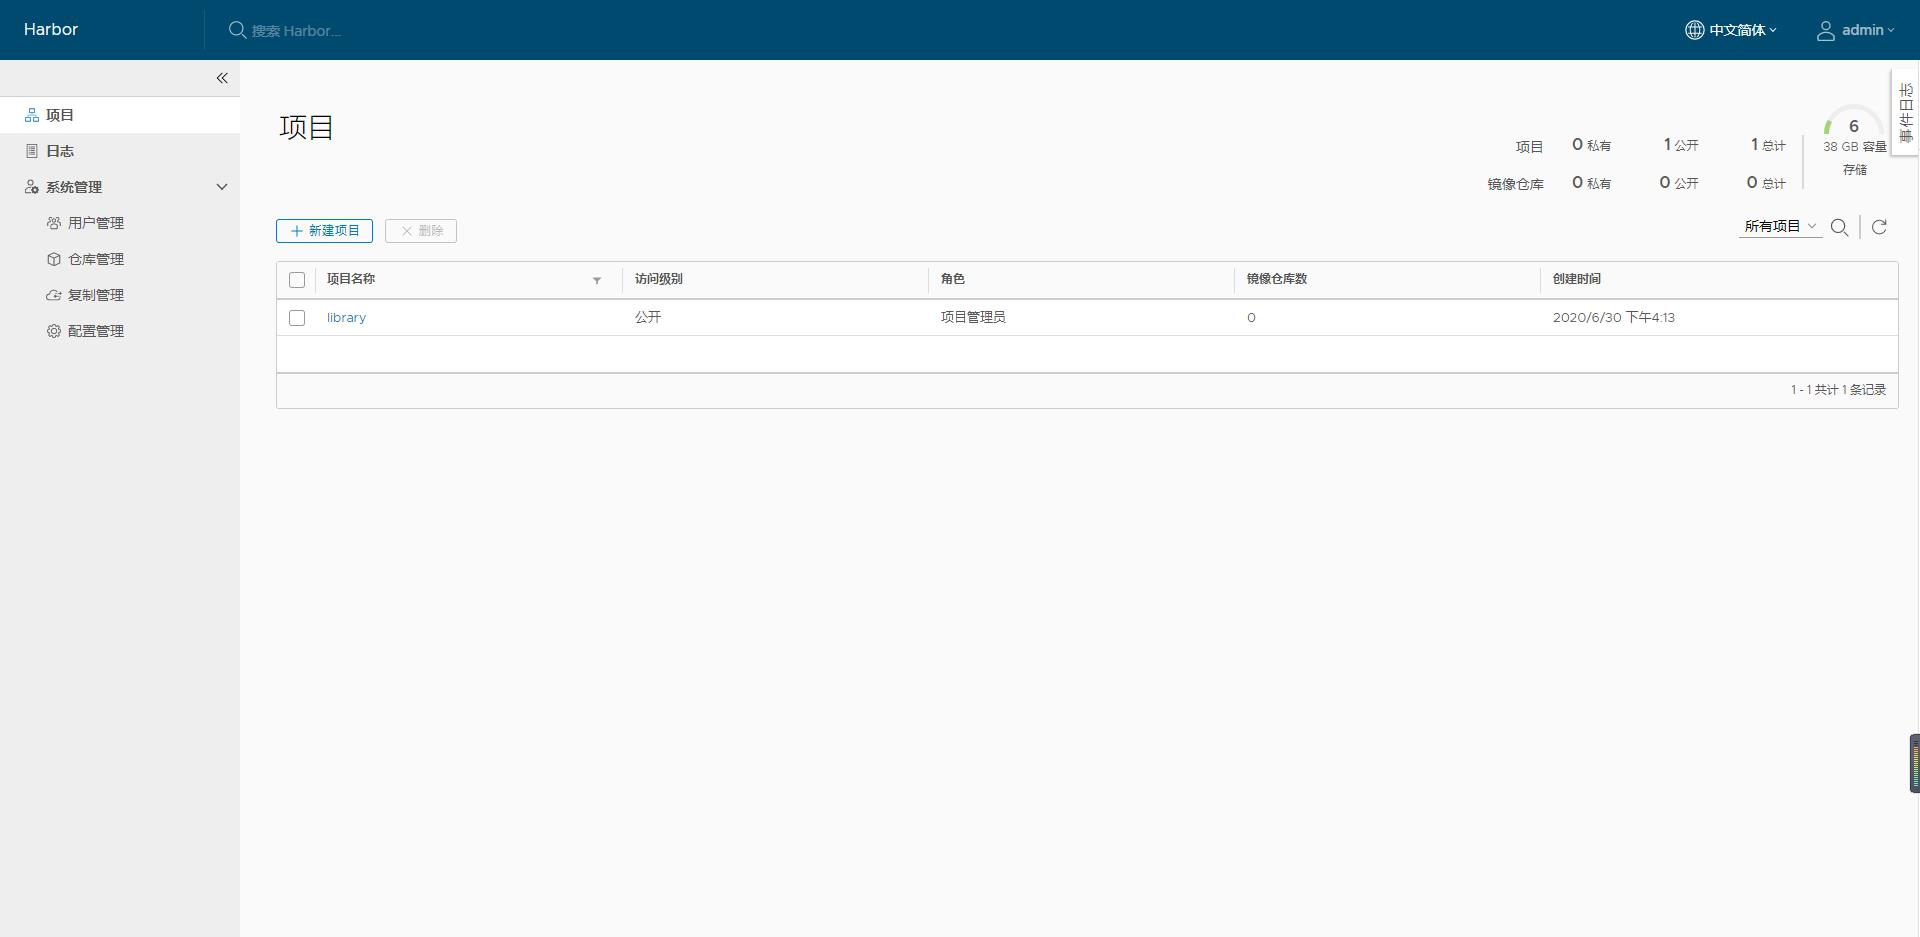 Harbor
搜索 Harbor...
中文简体
admin
项目
日志
系统管理
用户管理
仓库管理
复制管理
配置管理
项目
项目 0 私有 1 公开 1 总计
镜像仓库 0 私有 0 公开 0 总计
6
38 GB 容量
存储
事件日志
新建项目
删除
所有项目
项目名称 访问级别 角色 镜像仓库数 创建时间
library 公开 项目管理员 0 2020/6/30 下午4:13
1 - 1 共计 1 条记录